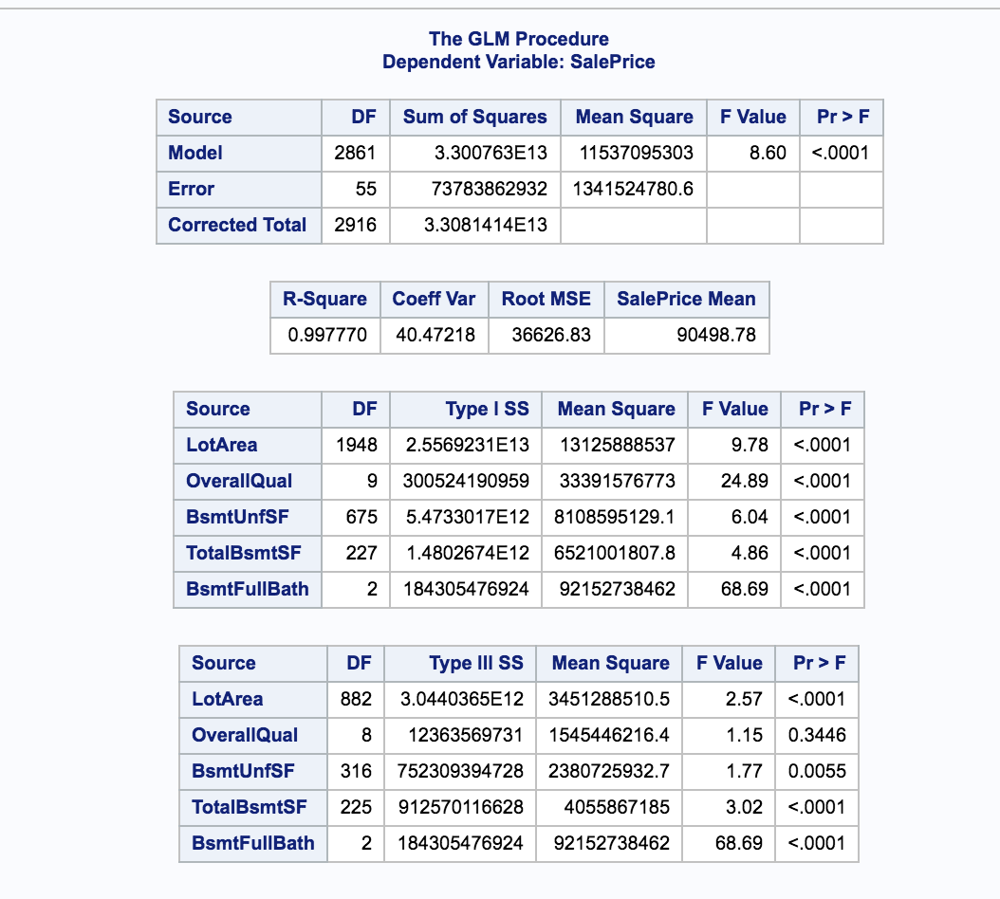 The GLM Procedure
Dependent Variable: SalePrice
Source DF Sum of Squares Mean Square F Value Pr > F
Model 2861 3.300763E13 11537095303 8.60 <.0001
Error 55 73783862932 1341524780.6
Corrected Total 2916 3.3081414E13
R-Square Coeff Var Root MSE SalePrice Mean
0.997770 40.47218 36626.83 90498.78
Source DF Type I SS Mean Square F Value Pr > F
LotArea 1948 2.5569231E13 13125888537 9.78 <.0001
OverallQual 9 300524190959 33391576773 24.89 <.0001
BsmtUnfSF 675 5.4733017E12 8108595129.1 6.04 <.0001
TotalBsmtSF 227 1.4802674E12 6521001807.8 4.86 <.0001
BsmtFullBath 2 184305476924 92152738462 68.69 <.0001
Source DF Type III SS Mean Square F Value Pr > F
LotArea 882 3.0440365E12 3451288510.5 2.57 <.0001
OverallQual 8 12363569731 1545446216.4 1.15 0.3446
BsmtUnfSF 316 752309394728 2380725932.7 1.77 0.0055
TotalBsmtSF 225 912570116628 4055867185 3.02 <.0001
BsmtFullBath 2 184305476924 92152738462 68.69 <.0001